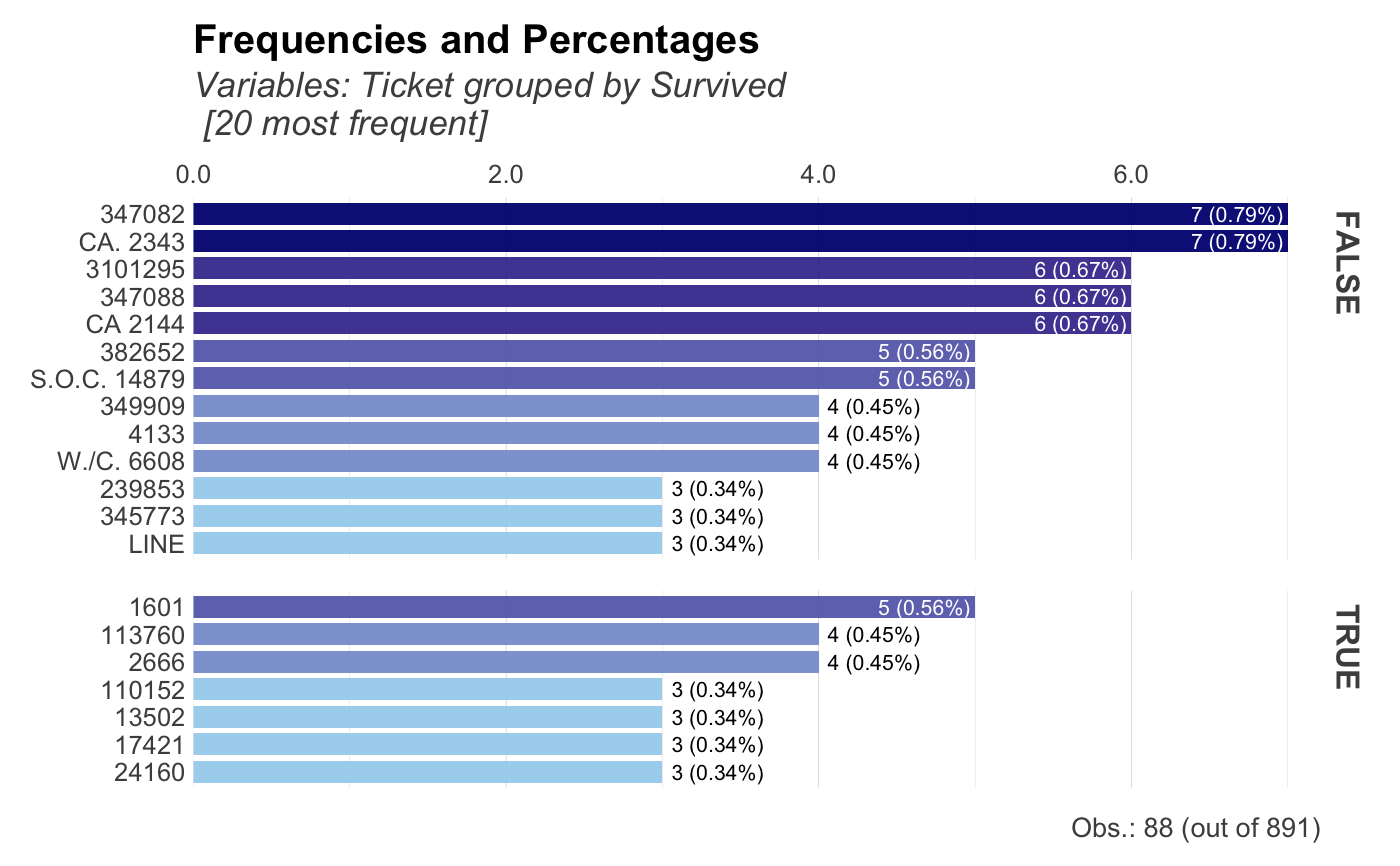 Frequencies and Percentages
Variables: Ticket grouped by Survived
[20 most frequent]
0.0 2.0 4.0 6.0
347082 7 (0.79%)
CA. 2343 7 (0.79%)
3101295 6 (0.67%)
347088 6 (0.67%)
CA 2144 6 (0.67%)
382652 5 (0.56%)
S.O.C. 14879 5 (0.56%)
349909 4 (0.45%)
4133 4 (0.45%)
W./C. 6608 4 (0.45%)
239853 3 (0.34%)
345773 3 (0.34%)
LINE 3 (0.34%)
FALSE
1601 5 (0.56%)
113760 4 (0.45%)
2666 4 (0.45%)
110152 3 (0.34%)
13502 3 (0.34%)
17421 3 (0.34%)
24160 3 (0.34%)
TRUE
Obs.: 88 (out of 891)